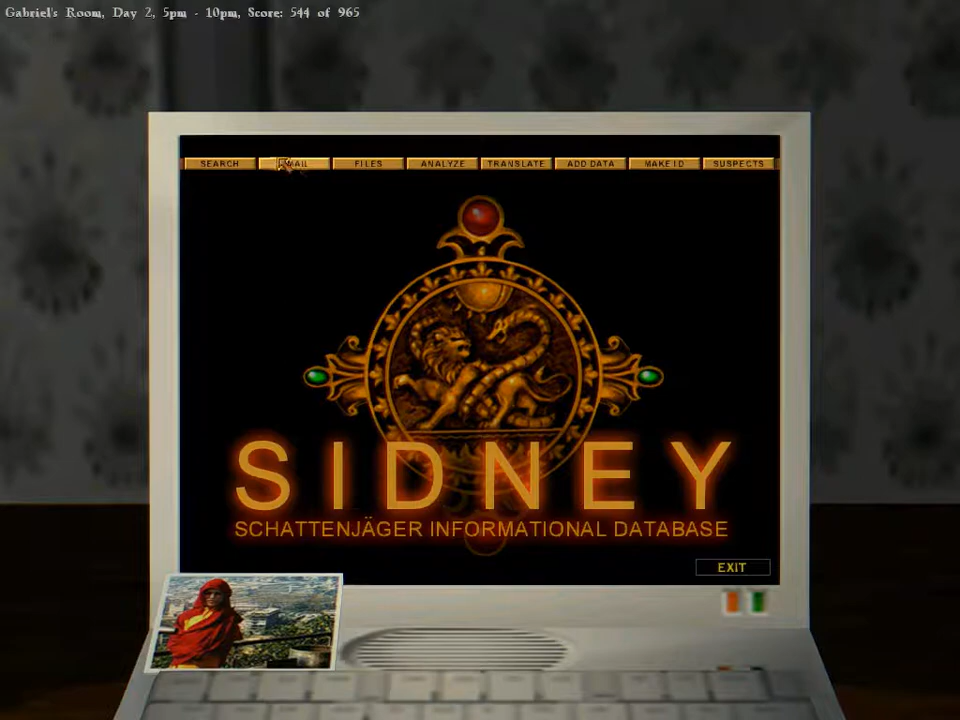 Gabriel's Room, Day 2, 5pm - 10pm, Score: 544 of 965
SEARCH FILES ANALYZE TRANSLATE ADD DATA MAKE ID SUSPECTS
SIDNEY
SCHATTENJÄGER INFORMATIONAL DATABASE
EXIT